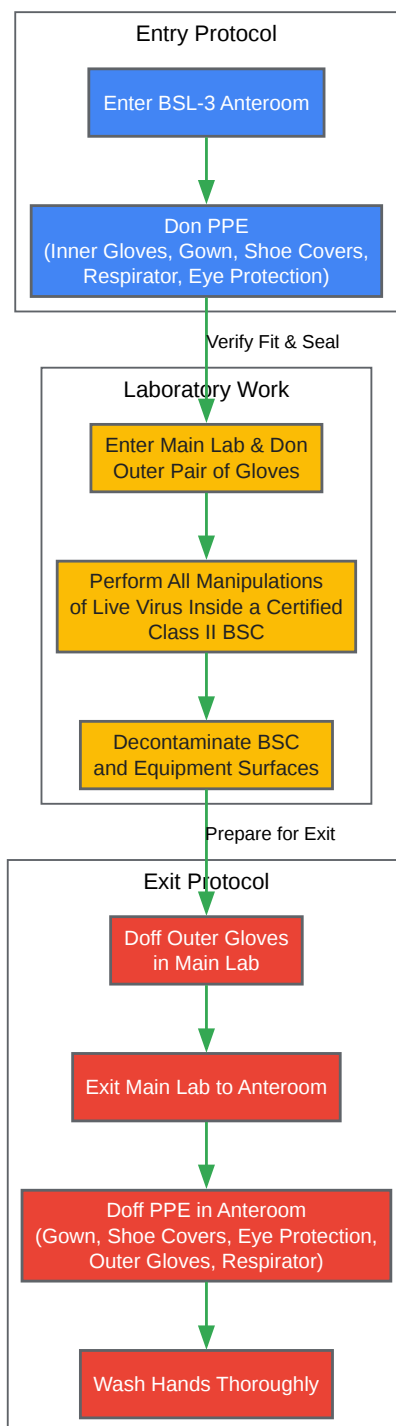 Entry Protocol
Enter BSL-3 Anteroom
Don PPE
(Inner Gloves, Gown, Shoe Covers,
Respirator, Eye Protection)
Verify Fit & Seal
Laboratory Work
Enter Main Lab & Don
Outer Pair of Gloves
Perform All Manipulations
of Live Virus Inside a Certified
Class II BSC
Decontaminate BSC
and Equipment Surfaces
Prepare for Exit
Exit Protocol
Doff Outer Gloves
in Main Lab
Exit Main Lab to Anteroom
Doff PPE in Anteroom
(Gown, Shoe Covers, Eye Protection,
Outer Gloves, Respirator)
Wash Hands Thoroughly